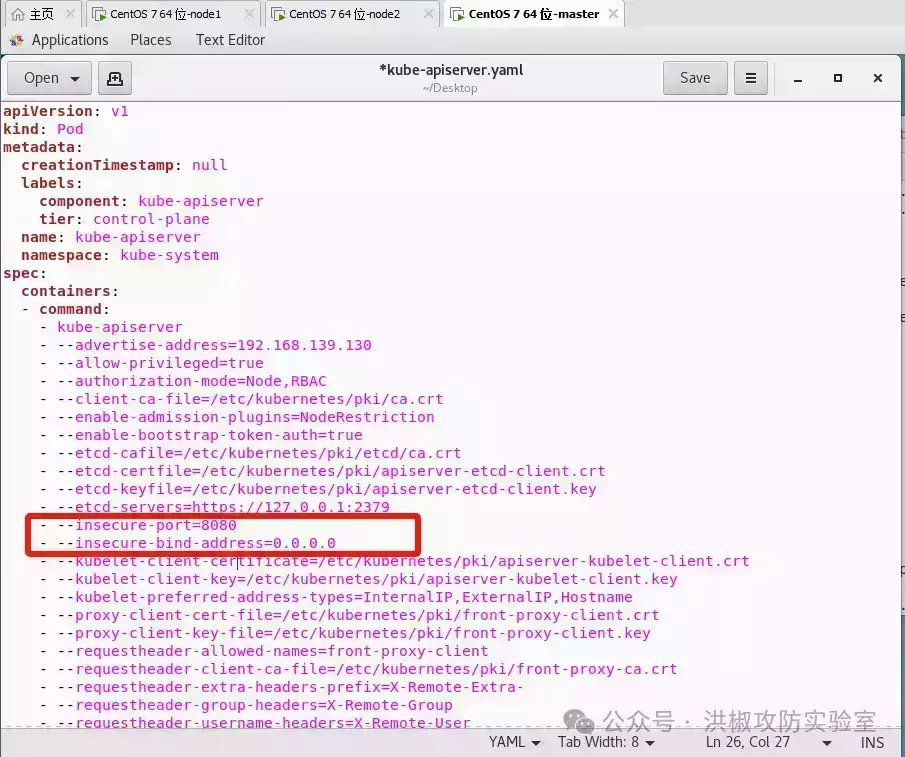 主页
CentOS 7 64 位-node1
CentOS 7 64 位-node2
CentOS 7 64 位-master
Applications Places Text Editor
Open
*kube-apiserver.yaml
~/Desktop
Save
apiVersion: v1
kind: Pod
metadata:
  creationTimestamp: null
  labels:
    component: kube-apiserver
    tier: control-plane
  name: kube-apiserver
  namespace: kube-system
spec:
  containers:
  - command:
    - kube-apiserver
    - --advertise-address=192.168.139.130
    - --allow-privileged=true
    - --authorization-mode=Node,RBAC
    - --client-ca-file=/etc/kubernetes/pki/ca.crt
    - --enable-admission-plugins=NodeRestriction
    - --enable-bootstrap-token-auth=true
    - --etcd-cafile=/etc/kubernetes/pki/etcd/ca.crt
    - --etcd-certfile=/etc/kubernetes/pki/apiserver-etcd-client.crt
    - --etcd-keyfile=/etc/kubernetes/pki/apiserver-etcd-client.key
    - --etcd-servers=https://127.0.0.1:2379
    - --insecure-port=8080
    - --insecure-bind-address=0.0.0.0
    - --kubelet-client-certificate=/etc/kubernetes/pki/apiserver-kubelet-client.crt
    - --kubelet-client-key=/etc/kubernetes/pki/apiserver-kubelet-client.key
    - --kubelet-preferred-address-types=InternalIP,ExternalIP,Hostname
    - --proxy-client-cert-file=/etc/kubernetes/pki/front-proxy-client.crt
    - --proxy-client-key-file=/etc/kubernetes/pki/front-proxy-client.key
    - --requestheader-allowed-names=front-proxy-client
    - --requestheader-client-ca-file=/etc/kubernetes/pki/front-proxy-ca.crt
    - --requestheader-extra-headers-prefix=X-Remote-Extra-
    - --requestheader-group-headers=X-Remote-Group
    - --requestheader-username-headers=X-Remote-User
公众号 · 洪椒攻防实验室
YAML Tab Width: 8 Ln 26, Col 27 INS